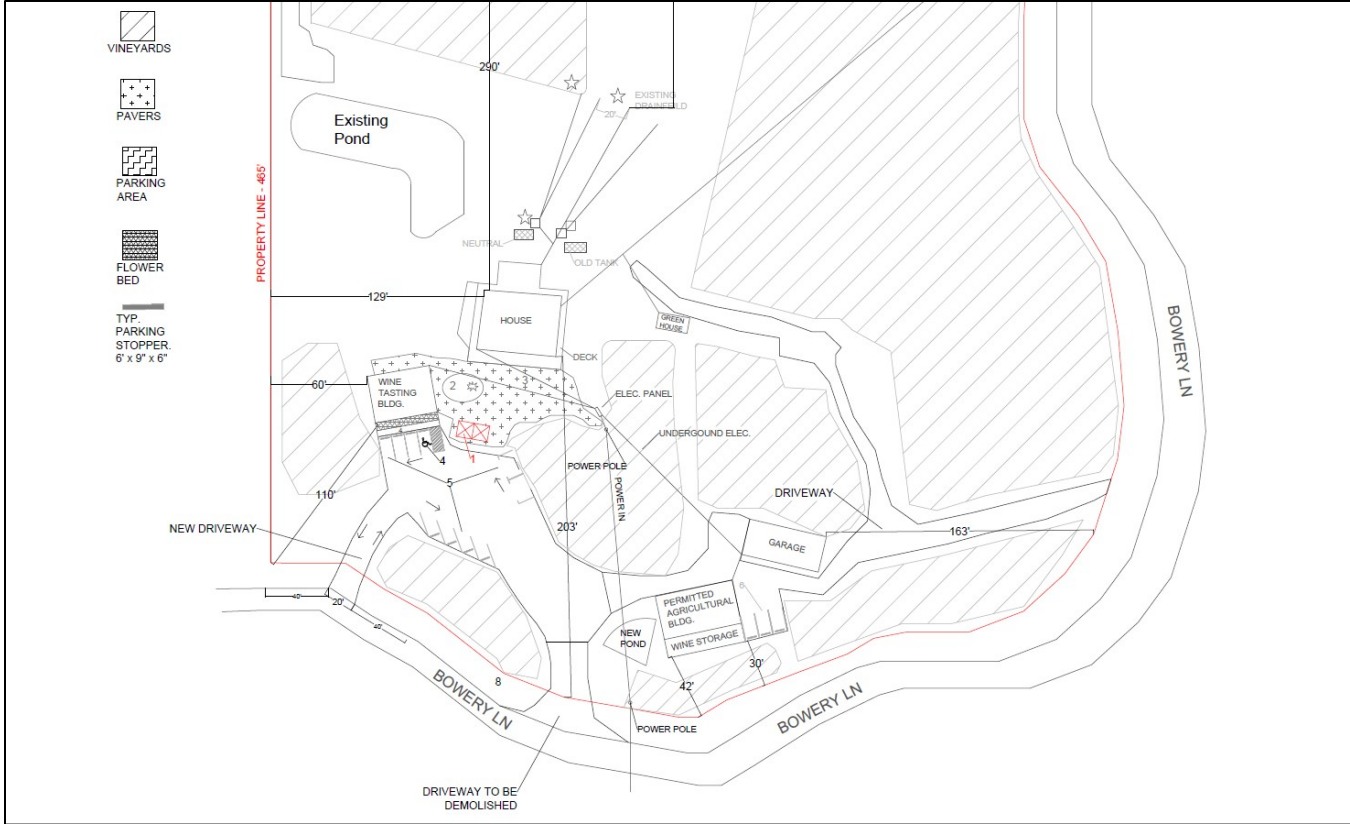 VINEYARDS
PAVERS
PARKING
AREA
FLOWER
BED
TYP.
PARKING
STOPPER.
6' x 9" x 6"
290'
EXISTING
DRAINFEILD
20'
Existing
Pond
PROPERTY LINE - 465'
NEUTRAL
OLD TANK
129'
HOUSE
GREEN
HOUSE
DECK
60'
WINE
TASTING
BLDG.
2
3
ELEC. PANEL
UNDERGOUND ELEC.
4
1
5
POWER POLE
POWER IN
110'
DRIVEWAY
NEW DRIVEWAY
203'
GARAGE
163'
BOWERY LN
40'
20'
40'
PERMITTED
AGRICULTURAL
BLDG.
WINE STORAGE
6
NEW
POND
30'
42'
8
BOWERY LN
BOWERY LN
POWER POLE
DRIVEWAY TO BE
DEMOLISHED